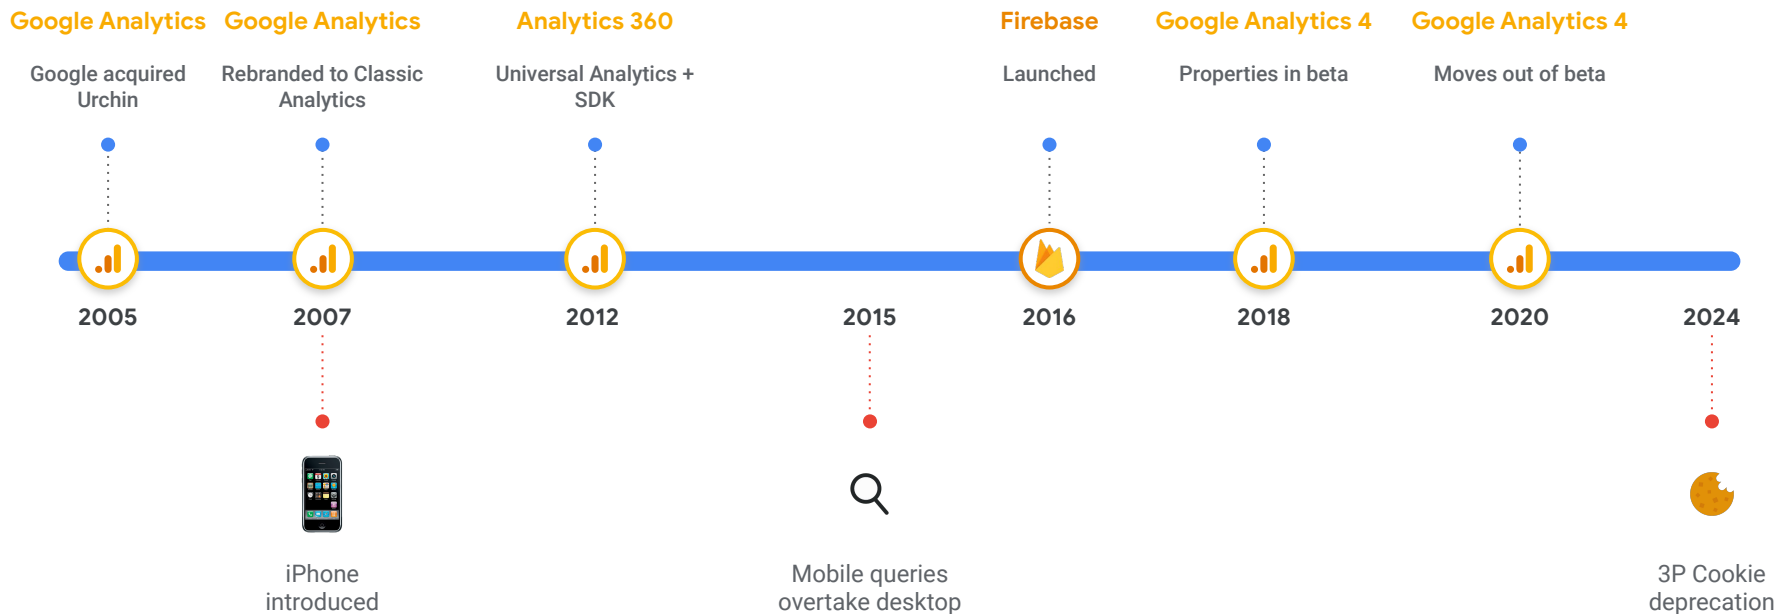 Google Analytics
Google acquired
Urchin
Google Analytics
Rebranded to Classic
Analytics
Analytics 360
Universal Analytics +
SDK
Firebase
Launched
Google Analytics 4
Properties in beta
Google Analytics 4
Moves out of beta
2005
2007
2012
2015
2016
2018
2020
2024
iPhone
introduced
Mobile queries
overtake desktop
3P Cookie
deprecation